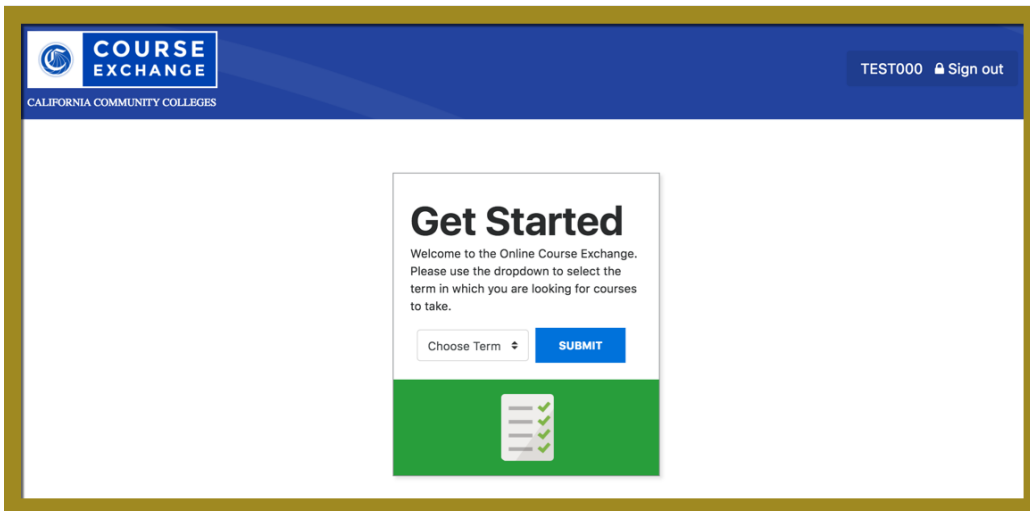 COURSE
EXCHANGE
CALIFORNIA COMMUNITY COLLEGES
TEST000 Sign out
Get Started
Welcome to the Online Course Exchange.
Please use the dropdown to select the
term in which you are looking for courses
to take.
Choose Term
SUBMIT